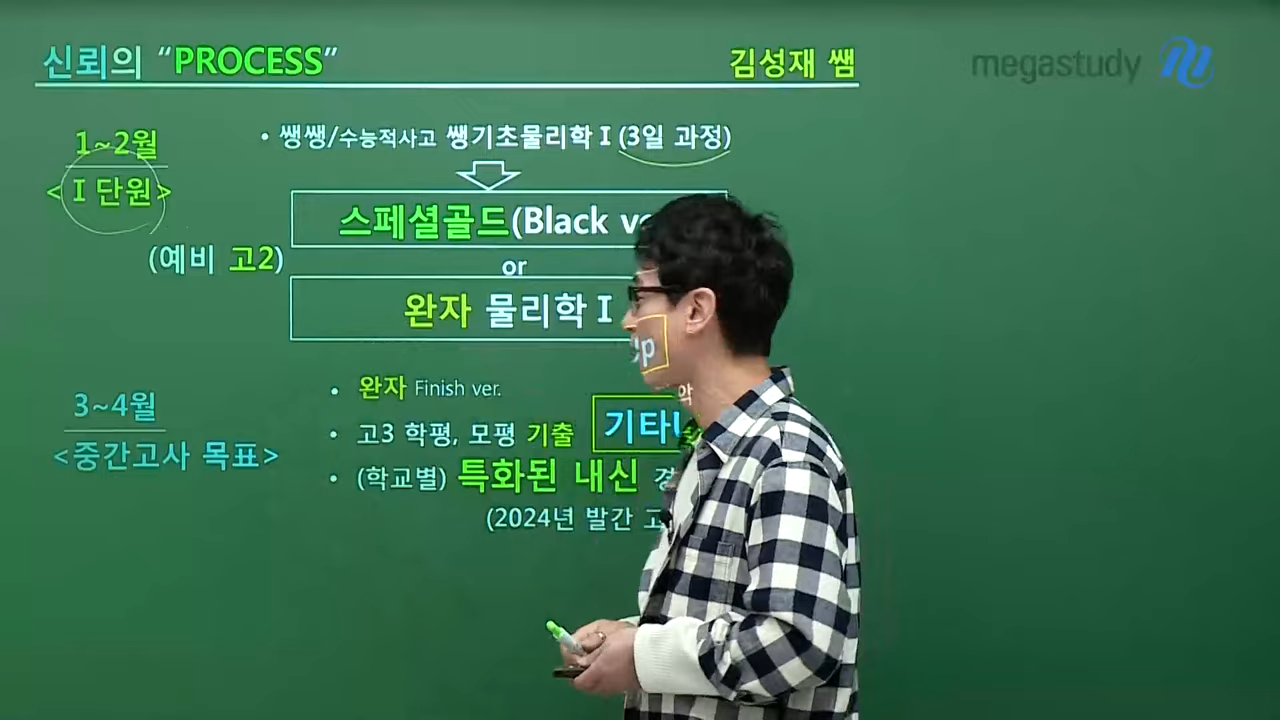 신뢰의 “PROCESS”
김성재 쌤
megastudy
1~2월
<Ⅰ 단원>
• 쌩쌩/수능적사고 쌩기초물리학Ⅰ(3일 과정)
스페셜골드(Black
(예비 고2)
or
완자 물리학Ⅰ
3~4월
<중간고사 목표>
• 완자 Finish ver.
• 고3 학평, 모평 기출
• (학교별) 특화된 내신
(2024년 발간